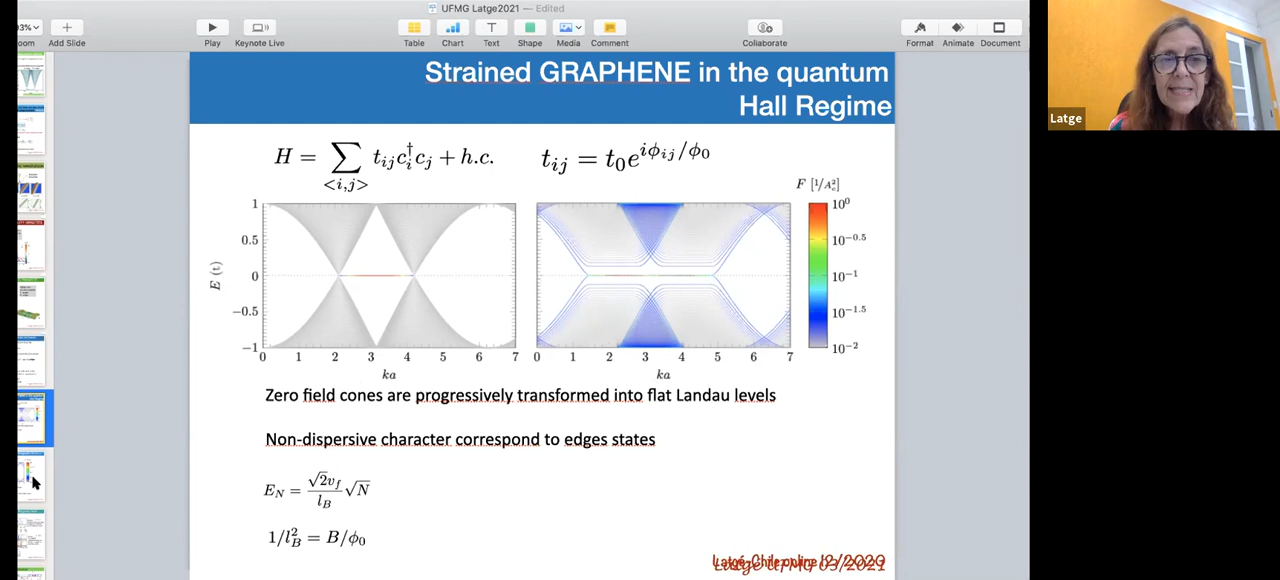 UFMG Latge2021 — Edited
Add Slide
Play
Keynote Live
Table
Chart
Text
Shape
Media
Comment
Collaborate
Format
Animate
Document
Latge
Strained GRAPHENE in the quantum
Hall Regime
H = ∑<i,j> t_ij c_i† c_j + h.c.
t_ij = t_0 e^{iϕ_ij/ϕ_0}
F [1/A_c^2]
1
0.5
0
−0.5
−1
E (t)
0 1 2 3 4 5 6 7
ka
0 1 2 3 4 5 6 7
ka
10^0
10^−0.5
10^−1
10^−1.5
10^−2
Zero field cones are progressively transformed into flat Landau levels
Non-dispersive character correspond to edges states
E_N = √2v_f / l_B √N
1/l_B^2 = B/ϕ_0